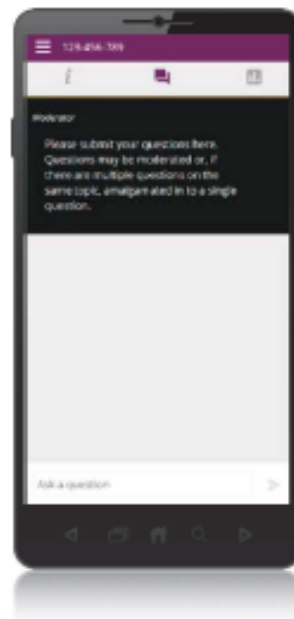 129-456-789
i
Moderator
Please submit your questions here.
Questions may be moderated or, if
there are multiple questions on the
same topic, amalgamated in to a single
question.
Ask a question